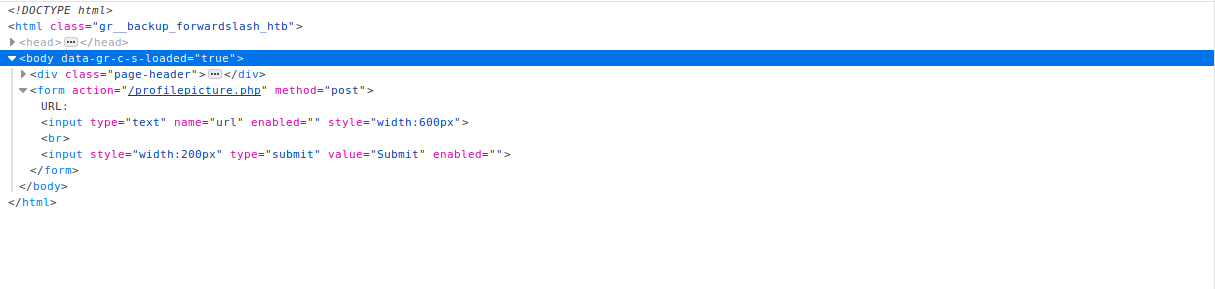 <!DOCTYPE html>
<html class="gr__backup_forwardslash_htb">
<head>…</head>
<body data-gr-c-s-loaded="true">
<div class="page-header">…</div>
<form action="/profilepicture.php" method="post">
URL:
<input type="text" name="url" enabled="" style="width:600px">
<br>
<input style="width:200px" type="submit" value="Submit" enabled="">
</form>
</body>
</html>